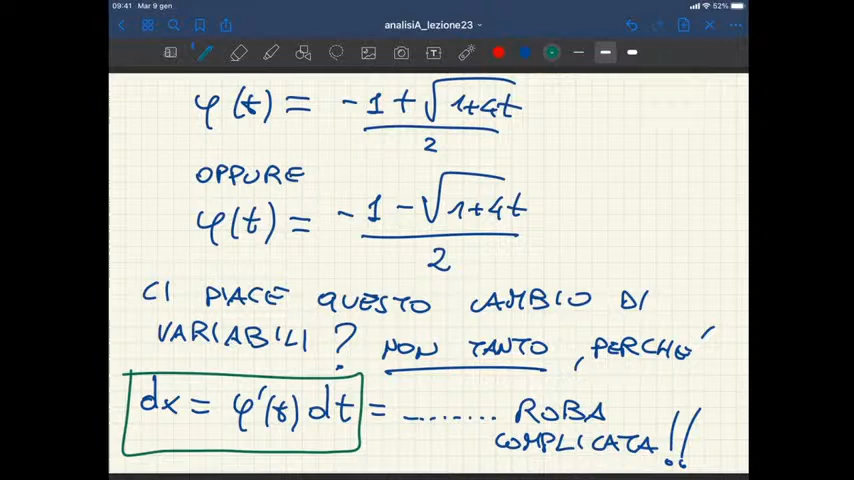 09:41 Mar 9 gen
52%
analisiA_lezione23
φ(t) = (-1 + √(1+4t))/2
OPPURE
φ(t) = (-1 - √(1+4t))/2
CI PIACE QUESTO CAMBIO DI
VARIABILI? NON TANTO, PERCHE'
dx = φ'(t) dt = ........ ROBA
COMPLICATA!!